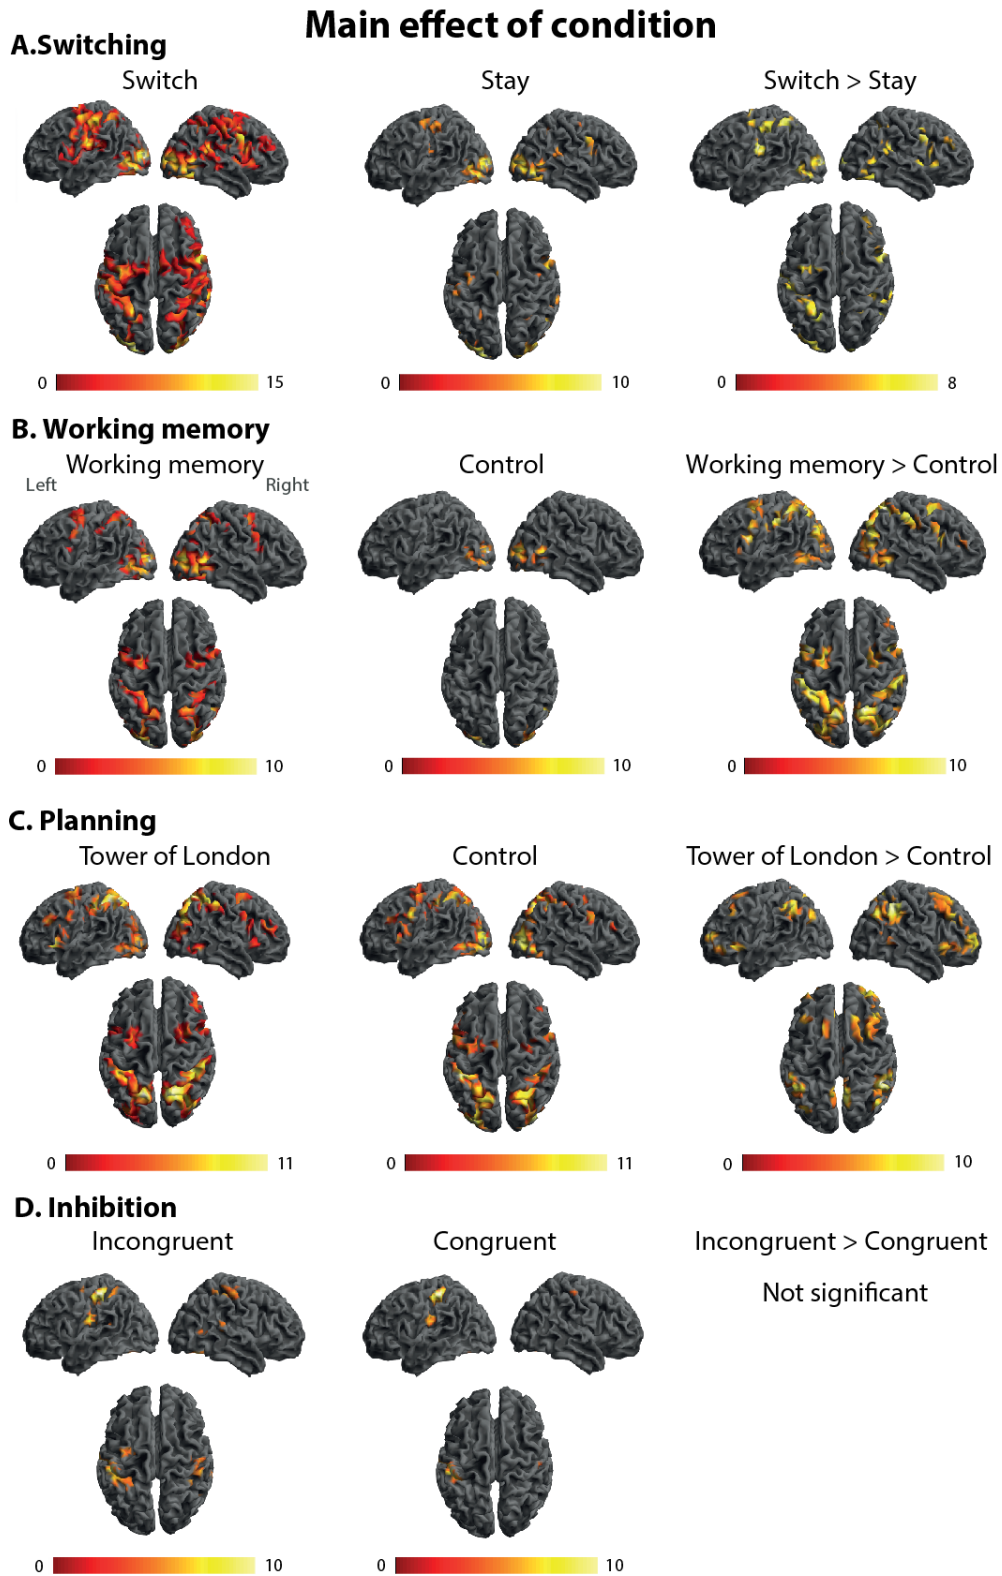 Main effect of condition
A.Switching
Switch
Stay
Switch > Stay
0
15
0
10
0
8
B. Working memory
Working memory
Control
Working memory > Control
Left
Right
0
10
0
10
0
10
C. Planning
Tower of London
Control
Tower of London > Control
0
11
0
11
0
10
D. Inhibition
Incongruent
Congruent
Incongruent > Congruent
Not significant
0
10
0
10